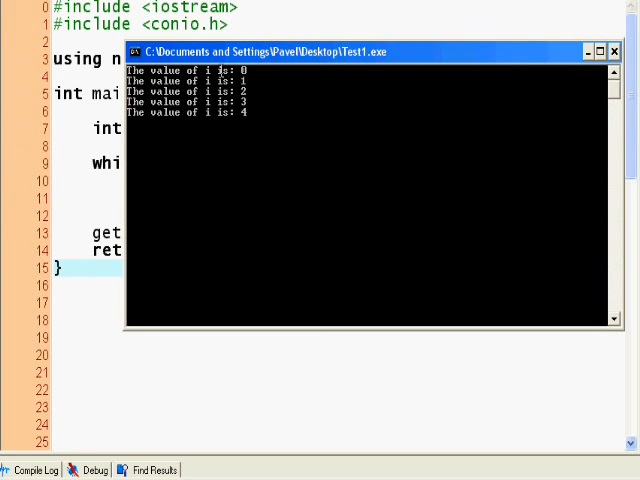 0 #include <iostream>
1 #include <conio.h>
2
3 using n
4
5 int mai
6
7 int
8
9 whi
10
11
12
13 get
14 ret
15 }
16
17
18
19
20
21
22
23
24
25
C:\Documents and Settings\Pavel\Desktop\Test1.exe
The value of i is: 0
The value of i is: 1
The value of i is: 2
The value of i is: 3
The value of i is: 4
Compile Log Debug Find Results